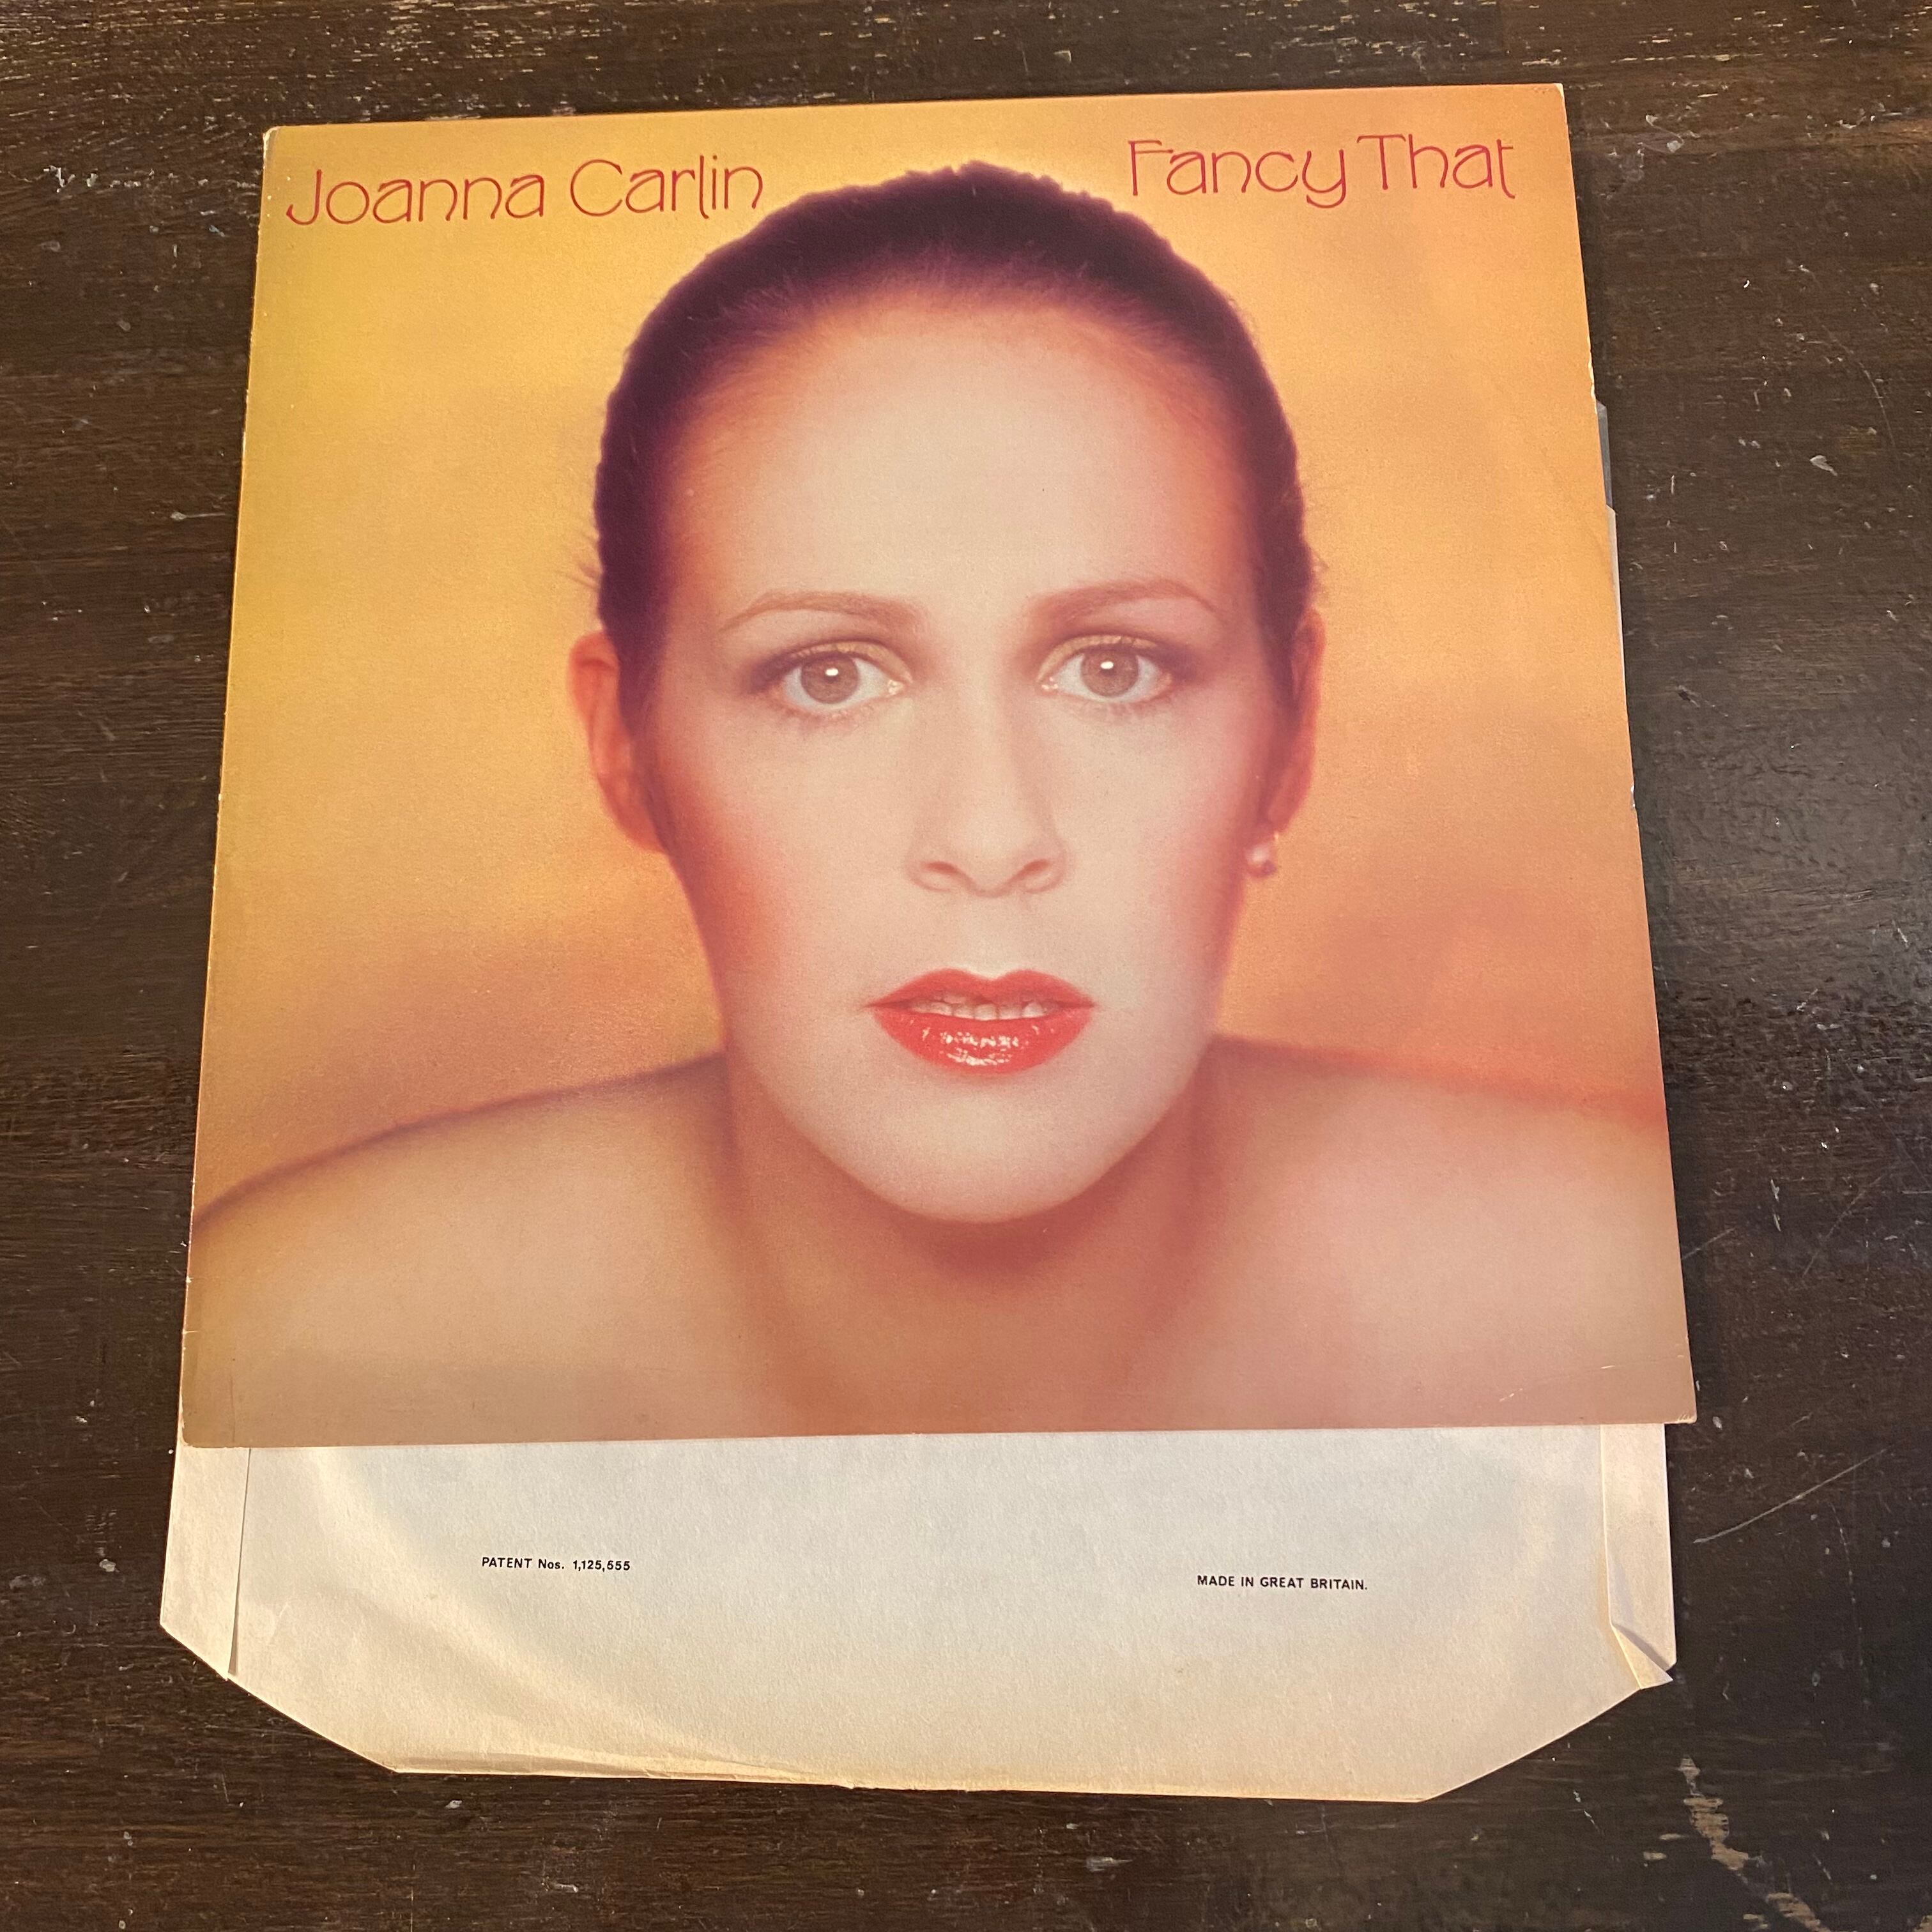 Joanna Carlin
Fancy That
PATENT Nos. 1,125,555
MADE IN GREAT BRITAIN.